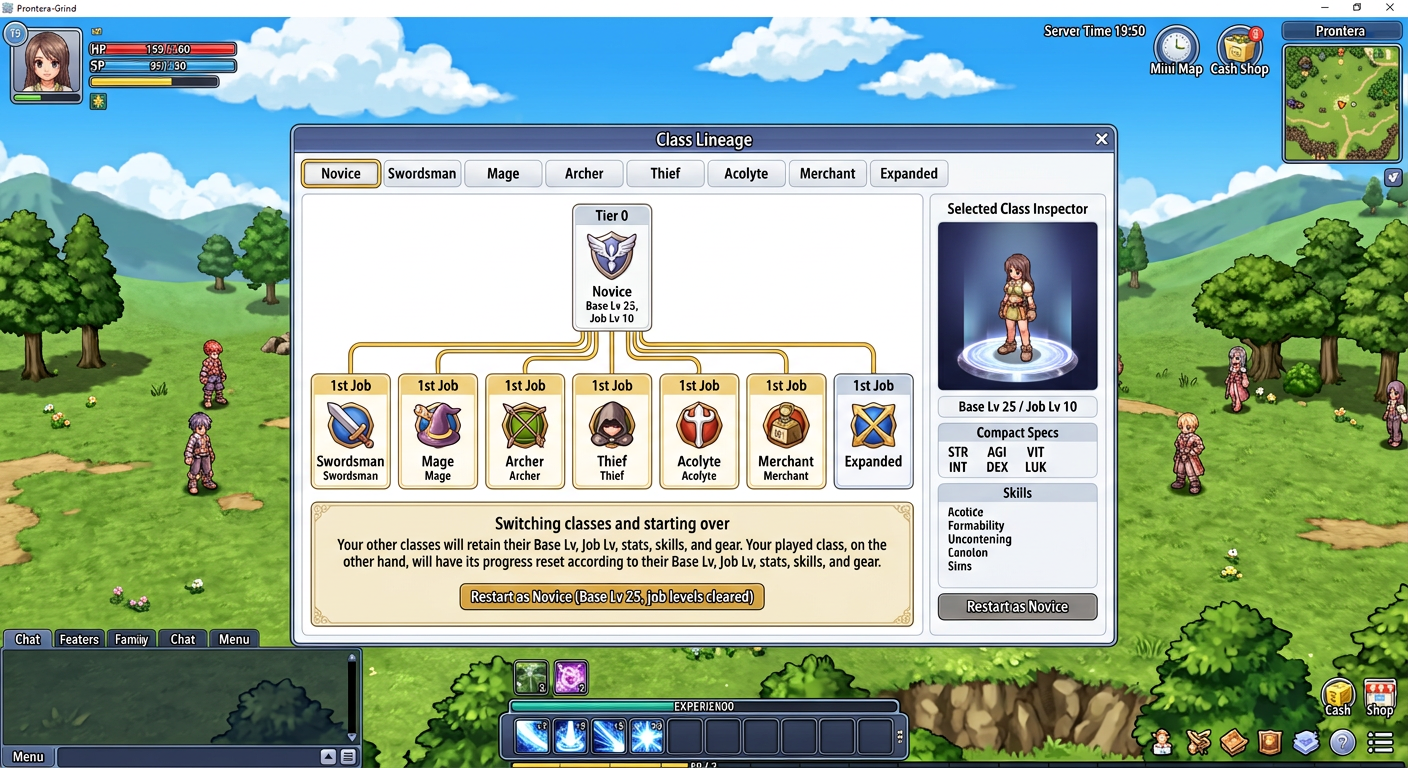 Prontera-Grind
HP
SP
Server Time 19:50
Mini Map
Cash Shop
Prontera
Class Lineage
Novice
Swordsman
Mage
Archer
Thief
Acolyte
Merchant
Expanded
Tier 0
Novice
Base Lv 25,
Job Lv 10
1st Job
Swordsman
Swordsman
1st Job
Mage
Mage
1st Job
Archer
Archer
1st Job
Thief
Thief
1st Job
Acolyte
Acolyte
1st Job
Merchant
Merchant
1st Job
Expanded
Switching classes and starting over
Your other classes will retain their Base Lv, Job Lv, stats, skills, and gear. Your played class, on the
other hand, will have its progress reset according to their Base Lv, Job Lv, stats, skills, and gear.
Restart as Novice (Base Lv 25, job levels cleared)
Selected Class Inspector
Base Lv 25 / Job Lv 10
Compact Specs
STR AGI VIT
INT DEX LUK
Skills
Acotice
Formability
Uncontening
Canolon
Sirns
Restart as Novice
Chat
Featers
Family
Chat
Menu
Menu
3
2
EXPERIENOO
Cash
Shop